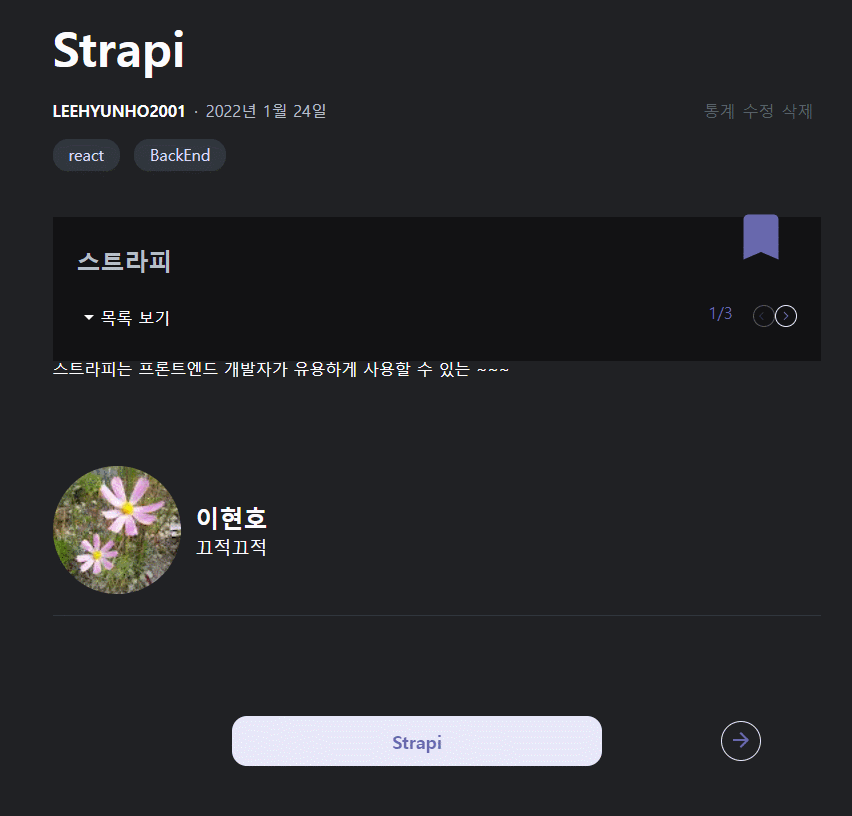 Strapi
LEEHYUNHO2001 · 2022년 1월 24일 통계 수정 삭제
react BackEnd
스트라피
목록 보기 1/3
스트라피는 프론트엔드 개발자가 유용하게 사용할 수 있는 ~~~
이현호
끄적끄적
Strapi